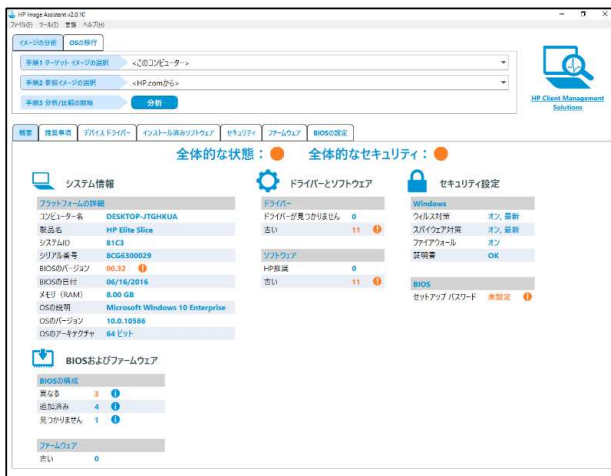 HP Image Assistant v2.0.10
ファイル(F) ツール(T) 言語 ヘルプ(H)
イメージの分析 OSの移行
手順1 ターゲット イメージの選択 <このコンピューター>
手順2 参照イメージの選択 <HP.comから>
手順3 分析/比較の開始 分析
HP Client Management
Solutions
概要 推奨事項 デバイス ドライバー インストール済みソフトウェア セキュリティ ファームウェア BIOSの設定
全体的な状態： 全体的なセキュリティ：
システム情報
プラットフォームの詳細
コンピューター名 DESKTOP-JTGHKUA
製品名 HP Elite Slice
システムID 81C3
シリアル番号 8CG6300029
BIOSのバージョン 00.32
BIOSの日付 06/16/2016
メモリ (RAM) 8.00 GB
OSの説明 Microsoft Windows 10 Enterprise
OSのバージョン 10.0.10586
OSのアーキテクチャ 64 ビット
ドライバーとソフトウェア
ドライバー
ドライバーが見つかりません 0
古い 11
ソフトウェア
HP推奨 0
古い 11
セキュリティ設定
Windows
ウィルス対策 オン, 最新
スパイウェア対策 オン, 最新
ファイアウォール オン
証明書 OK
BIOS
セットアップ パスワード 未設定
BIOSおよびファームウェア
BIOSの構成
異なる 3
追加済み 4
見つかりません 1
ファームウェア
古い 0